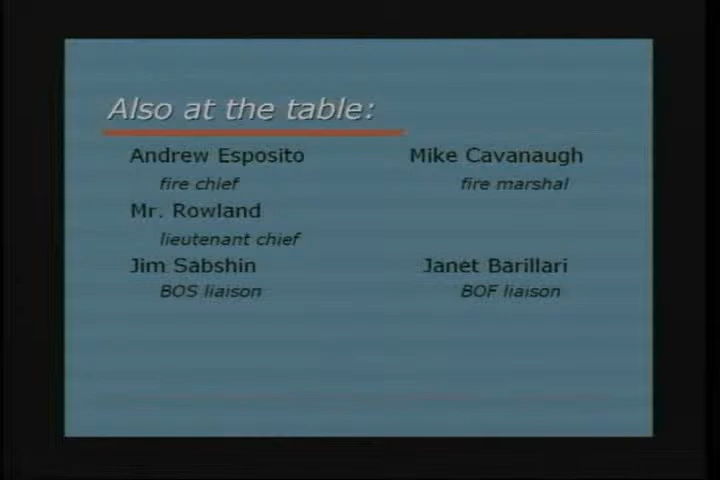 Also at the table:
Andrew Esposito Mike Cavanaugh
fire chief fire marshal
Mr. Rowland
lieutenant chief
Jim Sabshin Janet Barillari
BOS liaison BOF liaison